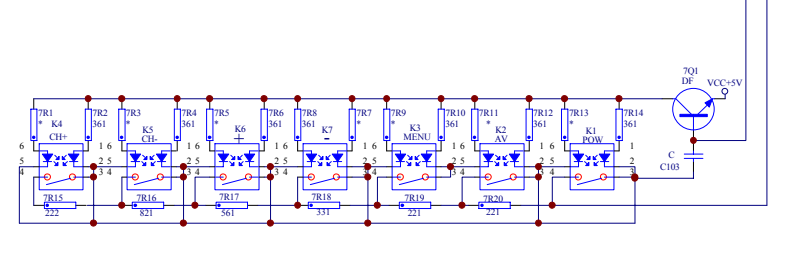 7Q1
DF
VCC+5V
7R1
*
K4
CH+
7R2
361
7R3
*
K5
CH-
7R4
361
7R5
*
K6
+
7R6
361
7R8
361
K7
-
7R7
*
7R9
*
K3
MENU
7R10
361
7R11
*
K2
AV
7R12
361
7R13
K1
POW
7R14
361
C
C103
6 1 6 1 6 1 6 1 6 1 6 1 6 1
5 2 5 2 5 2 5 2 5 2 5 2 5 2
4 3 4 3 4 3 4 3 4 3 4 3 4 3
7R15
222
7R16
821
7R17
561
7R18
331
7R19
221
7R20
221